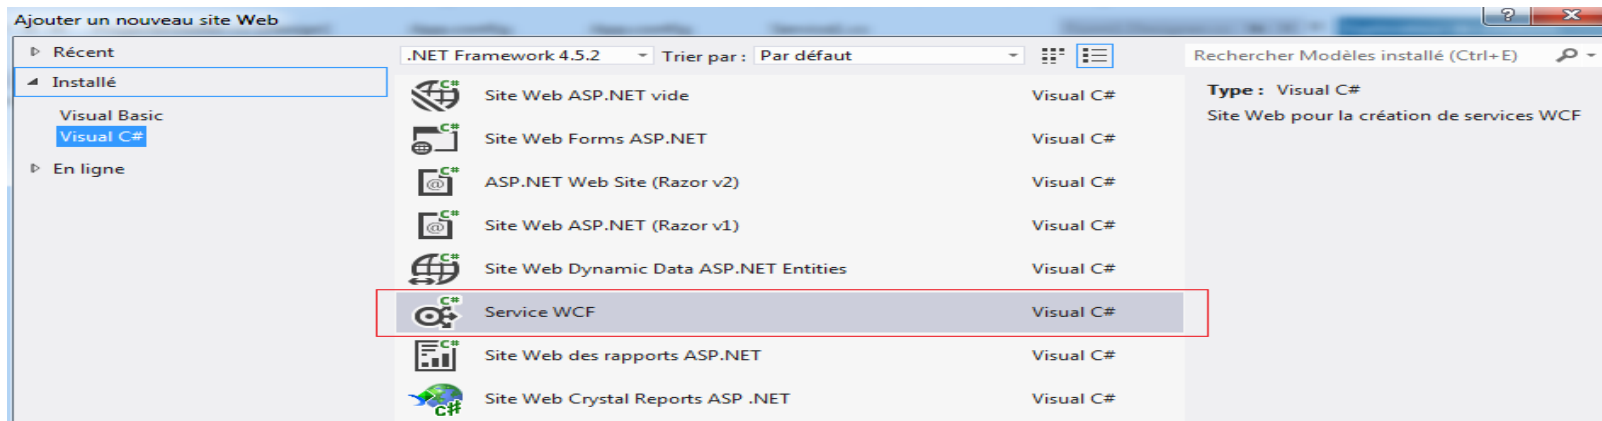 Ajouter un nouveau site Web
Récent
Installé
Visual Basic
Visual C#
En ligne
.NET Framework 4.5.2 Trier par : Par défaut
Site Web ASP.NET vide Visual C#
Site Web Forms ASP.NET Visual C#
ASP.NET Web Site (Razor v2) Visual C#
Site Web ASP.NET (Razor v1) Visual C#
Site Web Dynamic Data ASP.NET Entities Visual C#
Service WCF Visual C#
Site Web des rapports ASP.NET Visual C#
Site Web Crystal Reports ASP .NET Visual C#
Rechercher Modèles installé (Ctrl+E)
Type : Visual C#
Site Web pour la création de services WCF